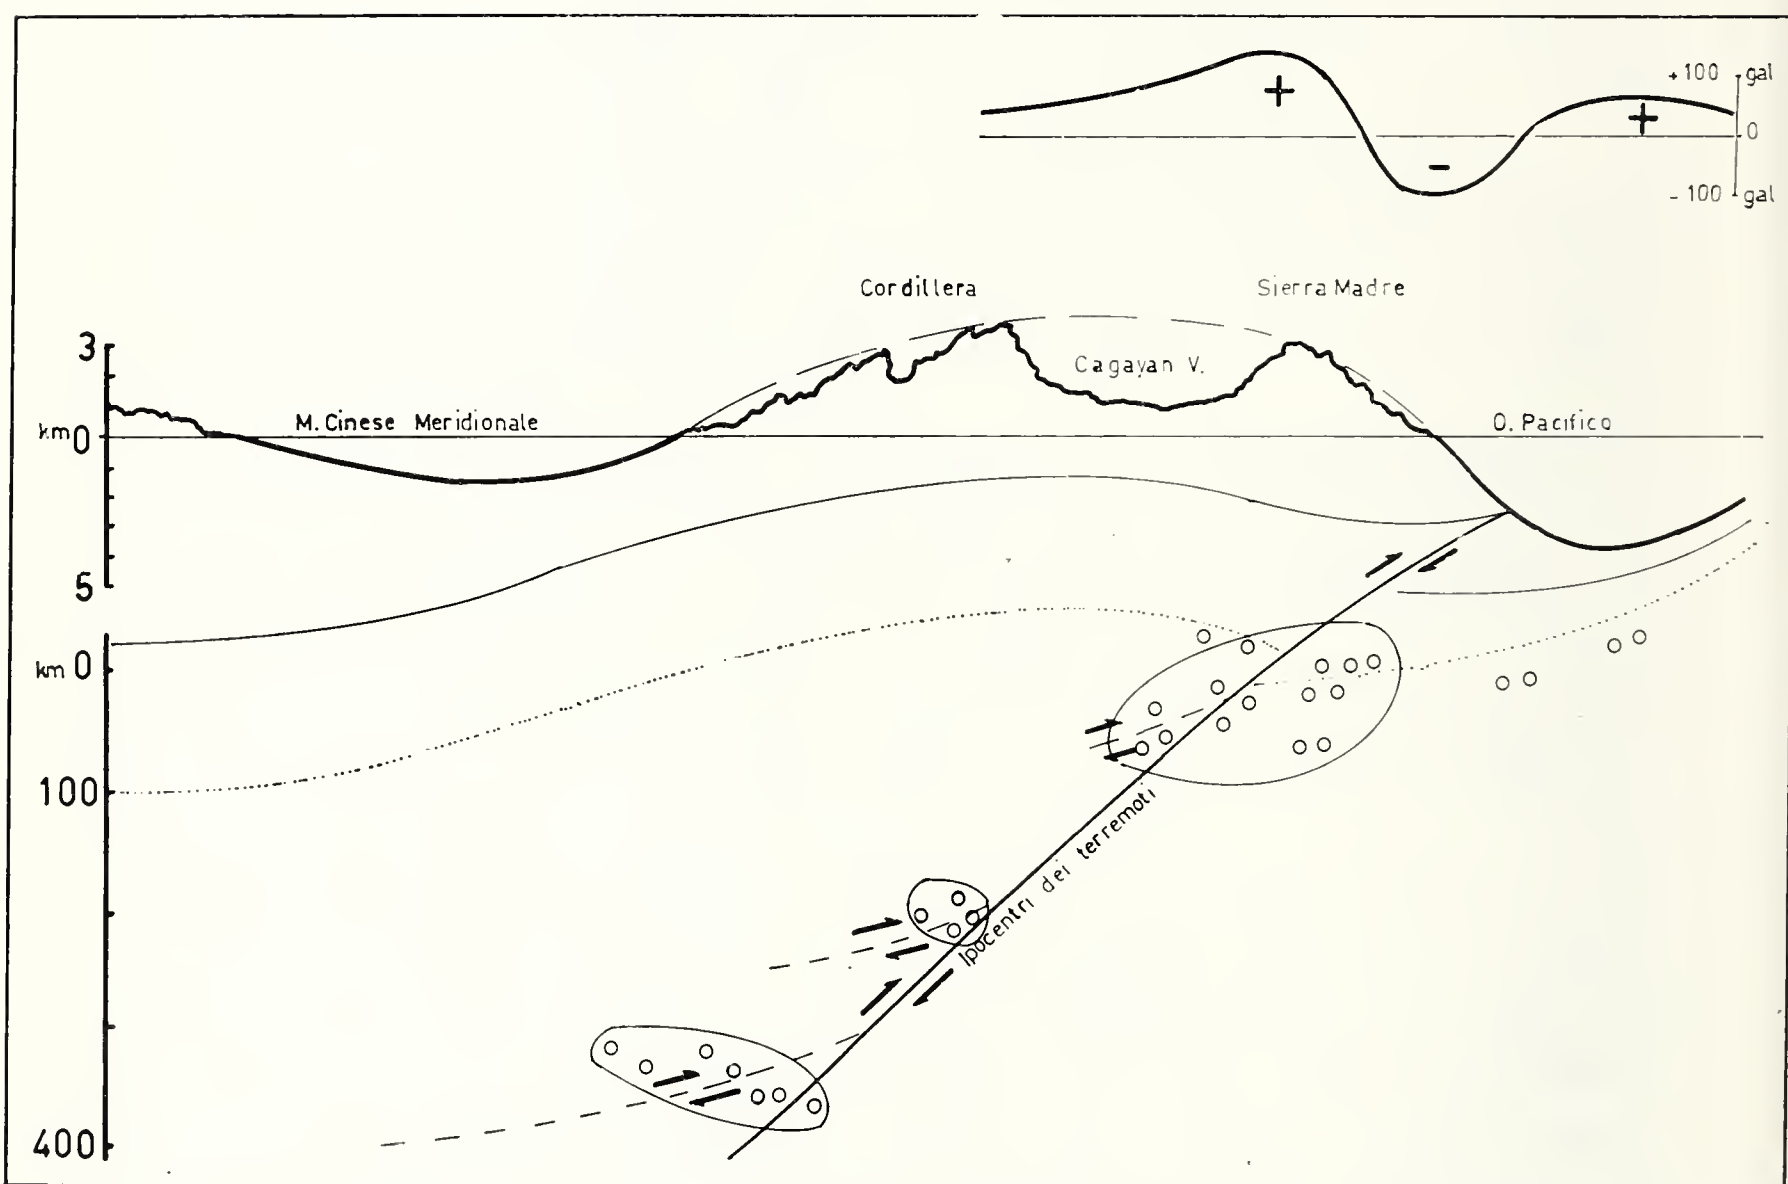 +100 gal
0
- 100 gal
+
+
-
Cordillera
Sierra Madre
3
Cagayan V.
M. Cinese Meridionale
O. Pacifico
km 0
5
km 0
100
Ipocentri dei terremoti
400